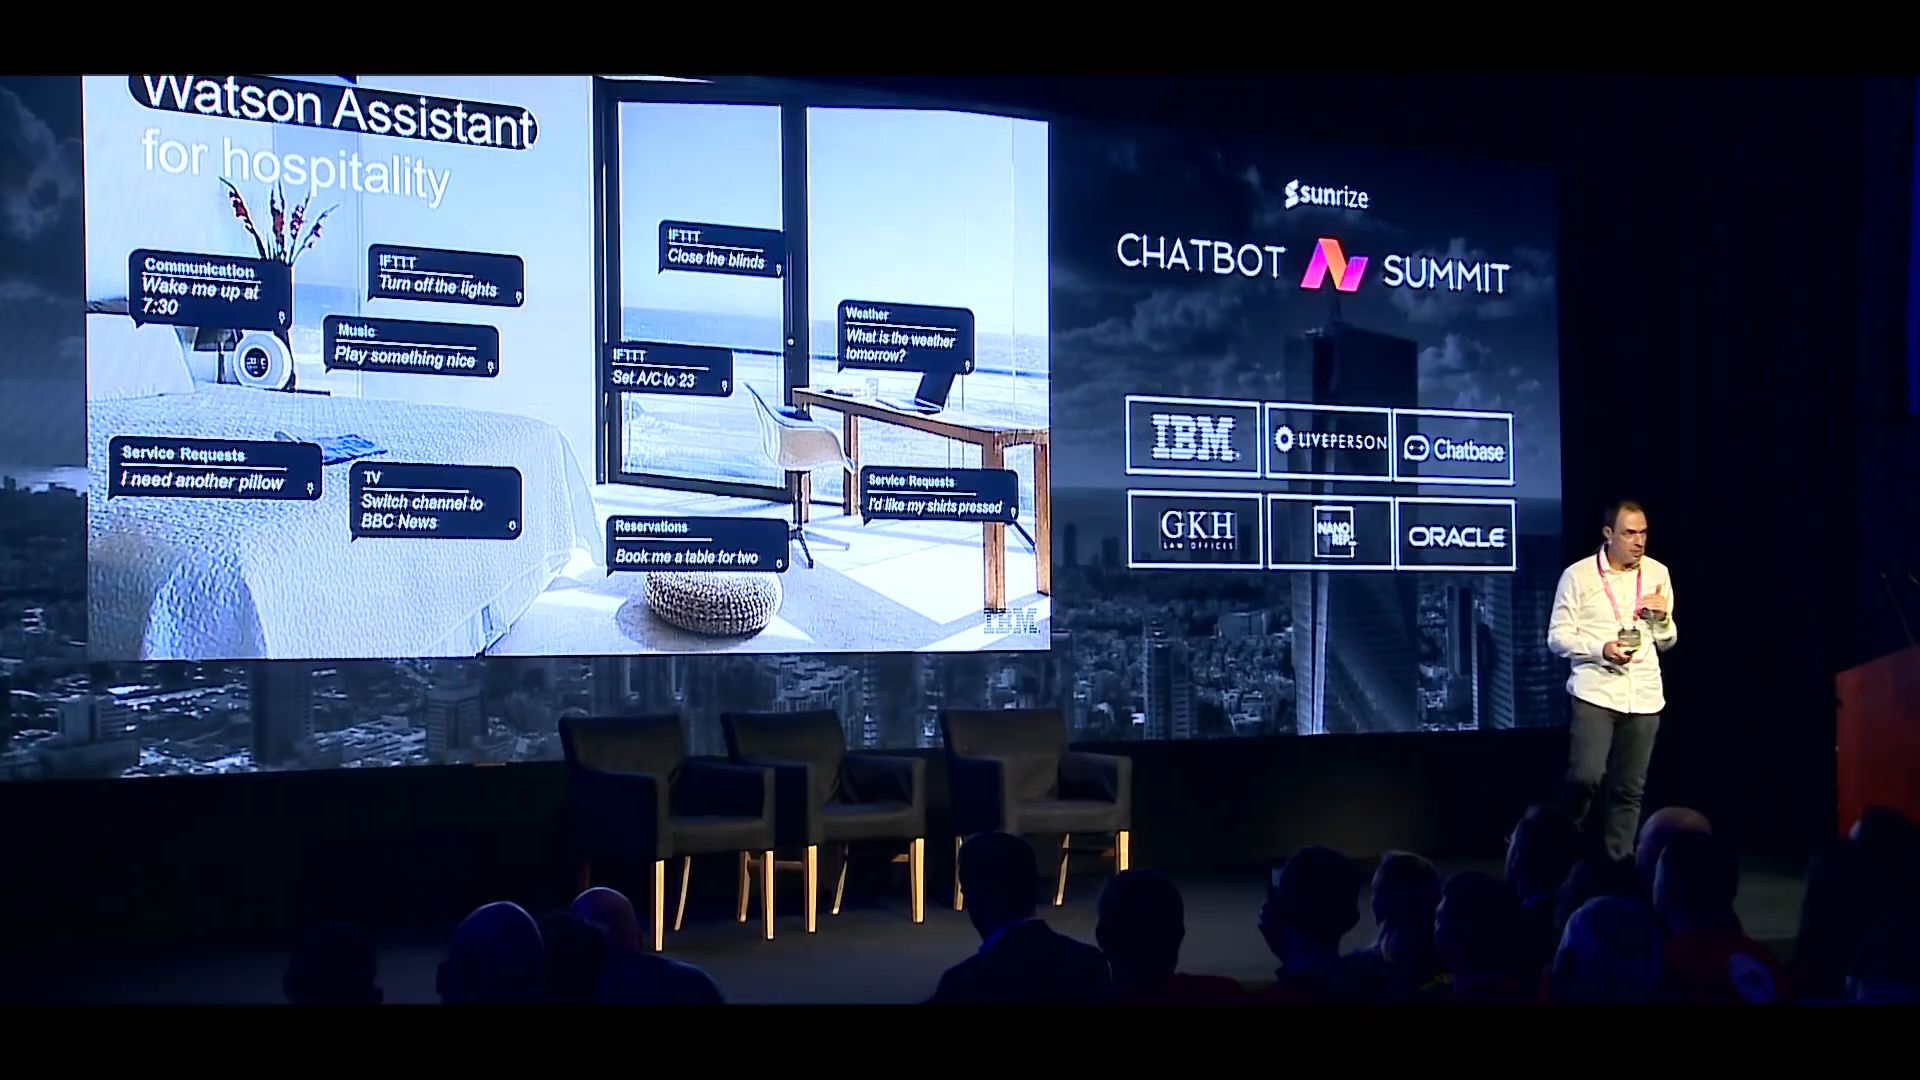 Watson Assistant
for hospitality
Communication
Wake me up at
7:30
IFTTT
Turn off the lights
Music
Play something nice
Service Requests
I need another pillow
TV
Switch channel to
BBC News
IFTTT
Close the blinds
Weather
What is the weather
tomorrow?
IFTTT
Set A/C to 23
Service Requests
I'd like my shirts pressed
Reservations
Book me a table for two
IBM
sunrize
CHATBOT SUMMIT
IBM
LIVEPERSON
Chatbase
GKH
LAW OFFICES
NANO
REP
ORACLE